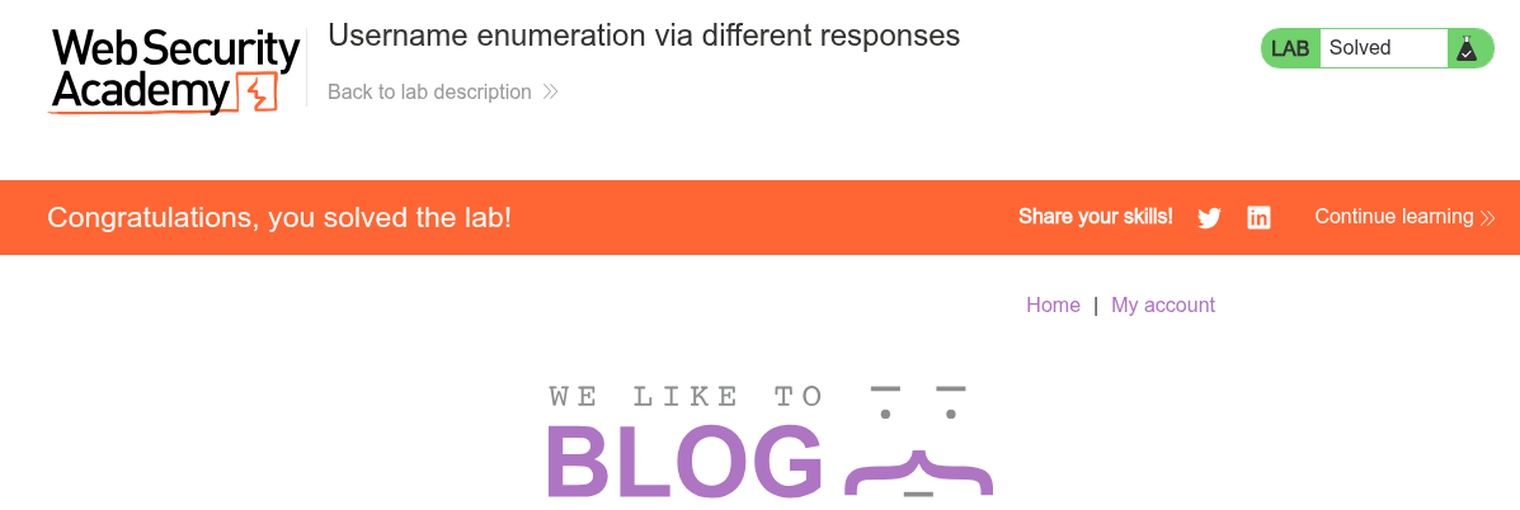 Web Security
Academy
Username enumeration via different responses
Back to lab description
LAB Solved
Congratulations, you solved the lab!
Share your skills!
Continue learning
Home | My account
WE LIKE TO
BLOG